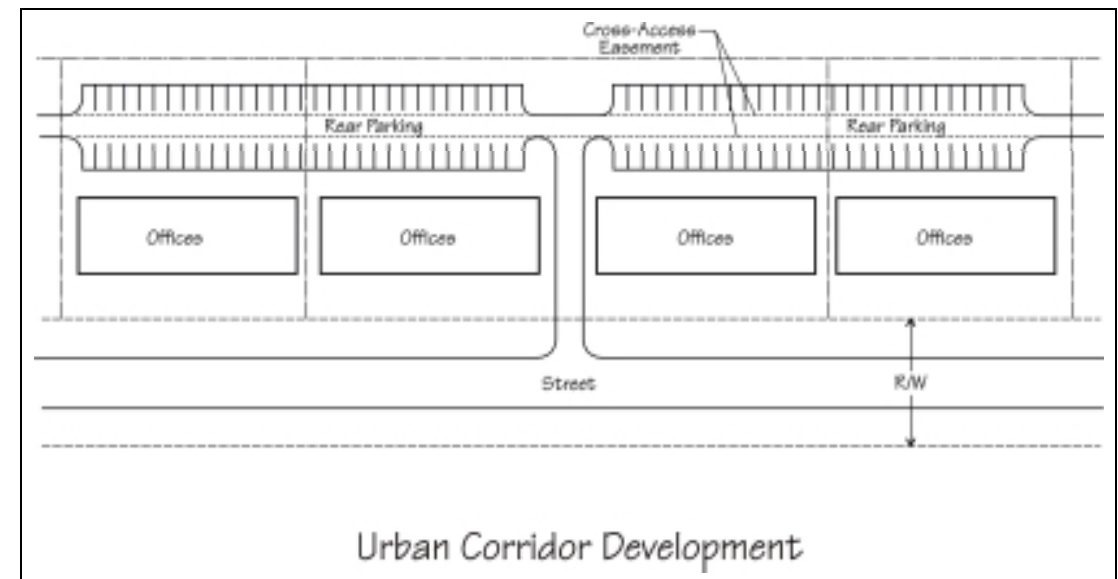 Cross-Access
Easement
Rear Parking
Rear Parking
Offices
Offices
Offices
Offices
Street
R/W
Urban Corridor Development